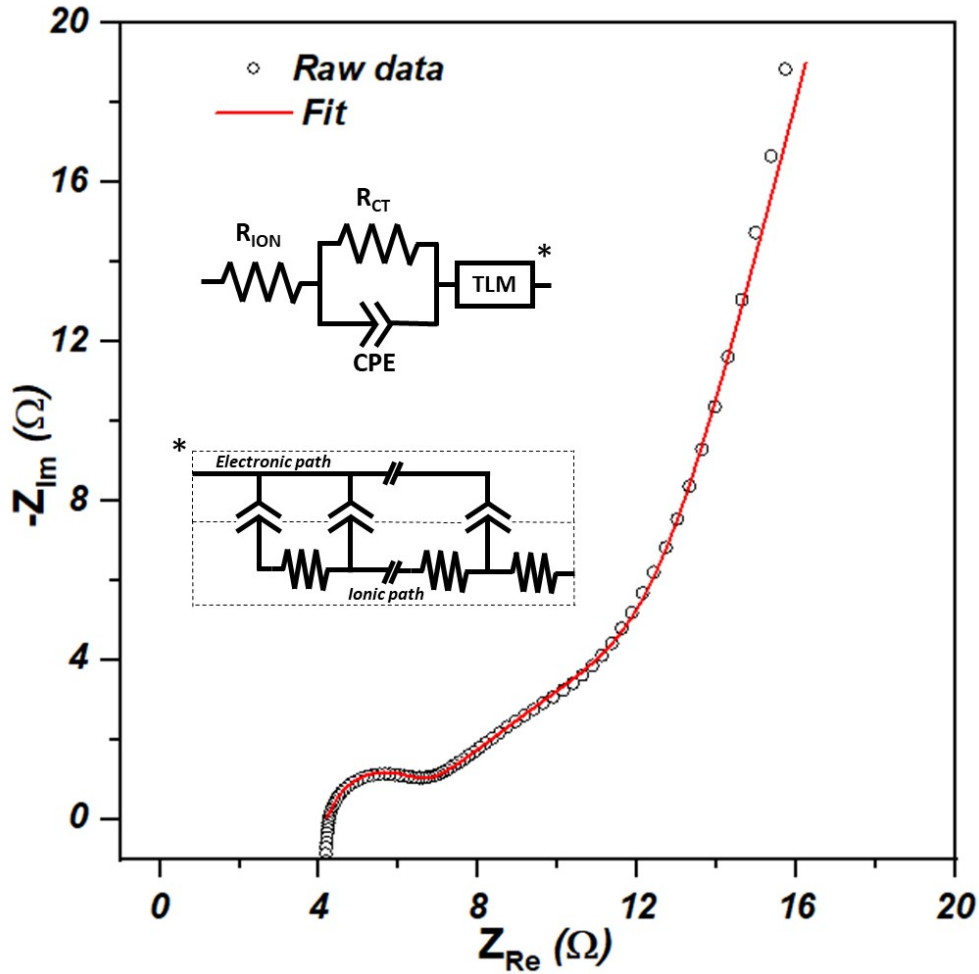 20
16
12
8
4
0
-Z_Im (Ω)
Raw data
Fit
R_CT
R_ION
*
TLM
CPE
*
Electronic path
Ionic path
0 4 8 12 16 20
Z_Re (Ω)